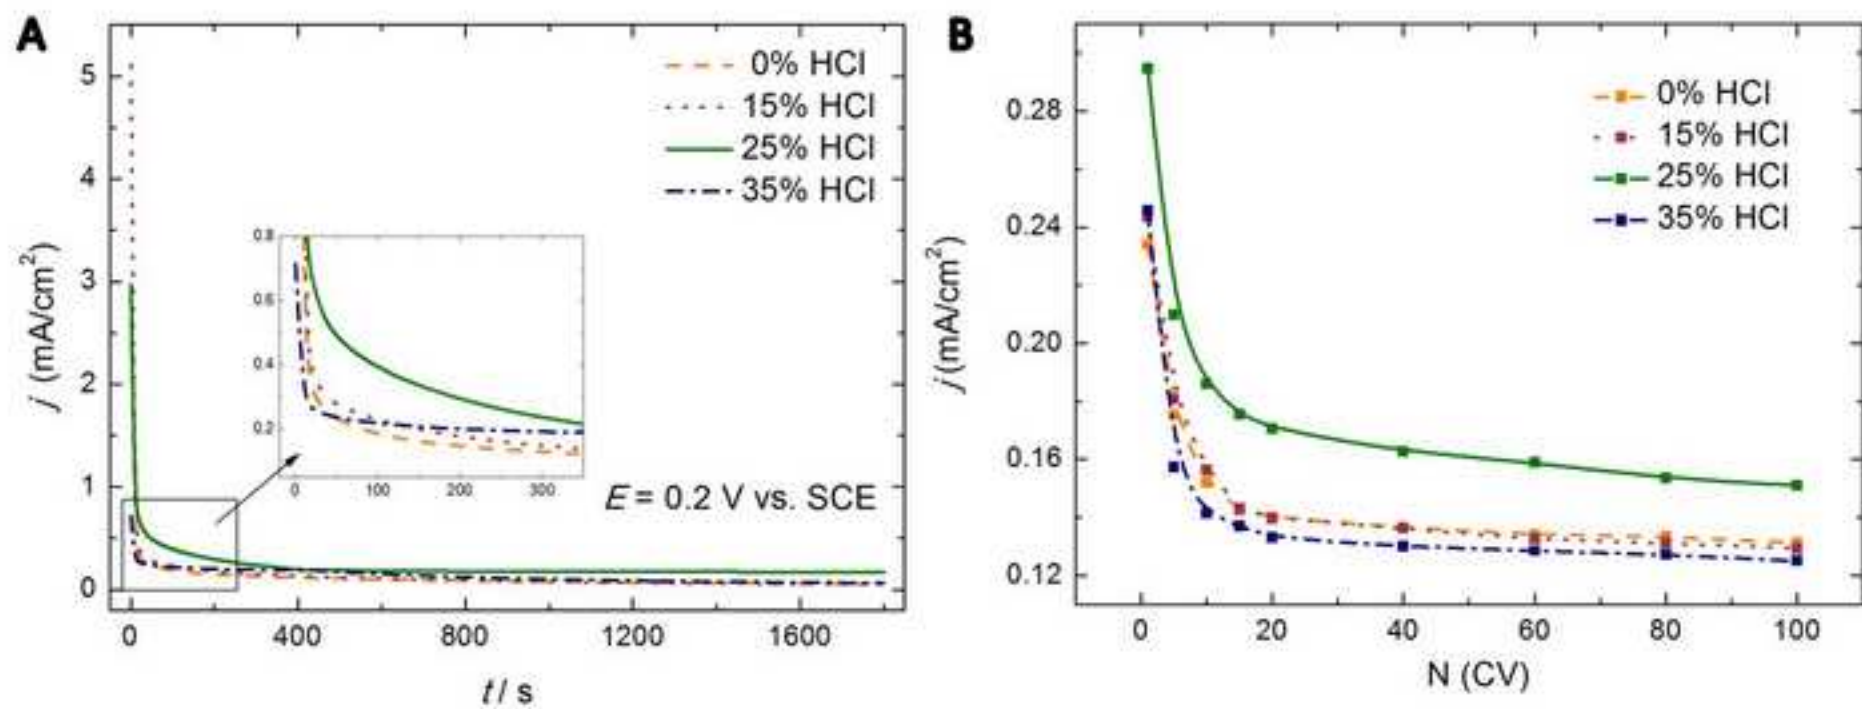 A
0% HCl
15% HCl
25% HCl
35% HCl
5
4
3
2
1
0
j (mA/cm²)
0.8
0.6
0.4
0.2
0 100 200 300
E = 0.2 V vs. SCE
0 400 800 1200 1600
t / s
B
0% HCl
15% HCl
25% HCl
35% HCl
0.28
0.24
0.20
0.16
0.12
j (mA/cm²)
0 20 40 60 80 100
N (CV)